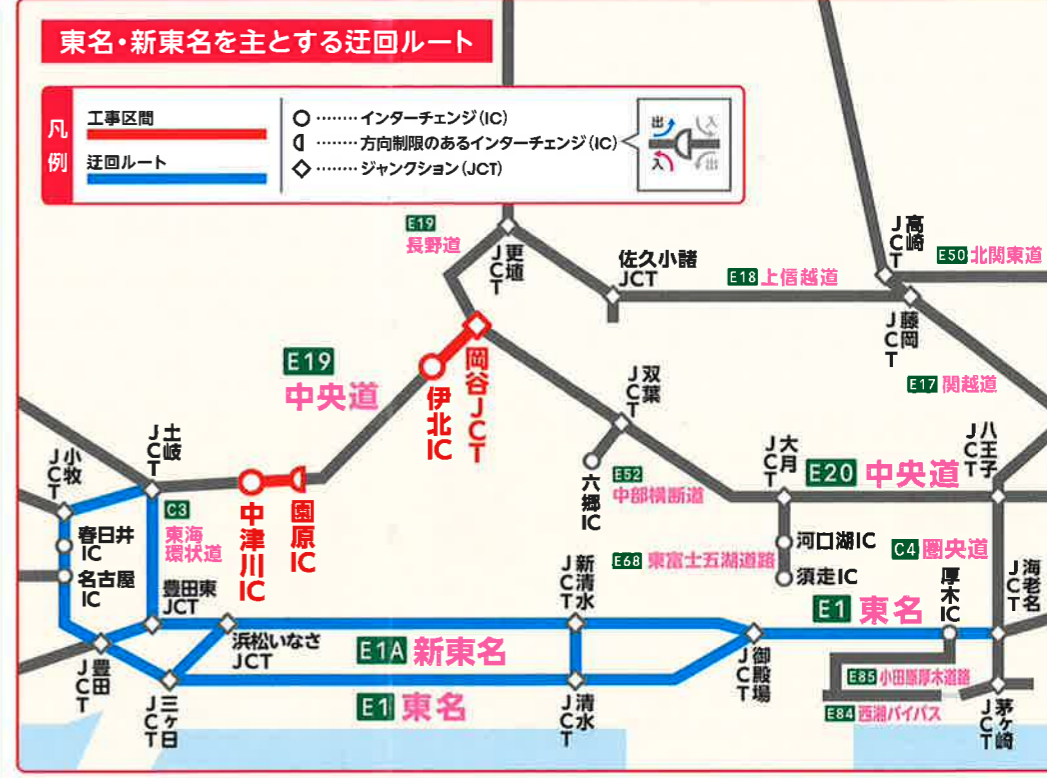 東名・新東名を主とする迂回ルート
凡例
工事区間
迂回ルート
………インターチェンジ(IC)
………方向制限のあるインターチェンジ(IC)
………ジャンクション(JCT)
出
入
入
出
E19
長野道
更埴JCT
佐久小諸
JCT
E18 上信越道
高崎JCT
E50 北関東道
藤岡JCT
E17 関越道
E19
中央道
岡谷JCT
伊北IC
双葉JCT
六郷IC
E52
中部横断道
大月JCT
E20 中央道
八王子JCT
小牧JCT
土岐JCT
C3
東海
環状道
中津川IC
園原IC
春日井
IC
名古屋
IC
河口湖IC
E68 東富士五湖道路
須走IC
C4 圏央道
厚木IC
海老名JCT
豊田東
JCT
浜松いなさ
JCT
新清水JCT
E1 東名
E1A 新東名
豊田JCT
三ヶ日JCT
E1 東名
清水JCT
御殿場JCT
E85 小田原厚木道路
E84 西湘バイパス
茅ヶ崎JCT